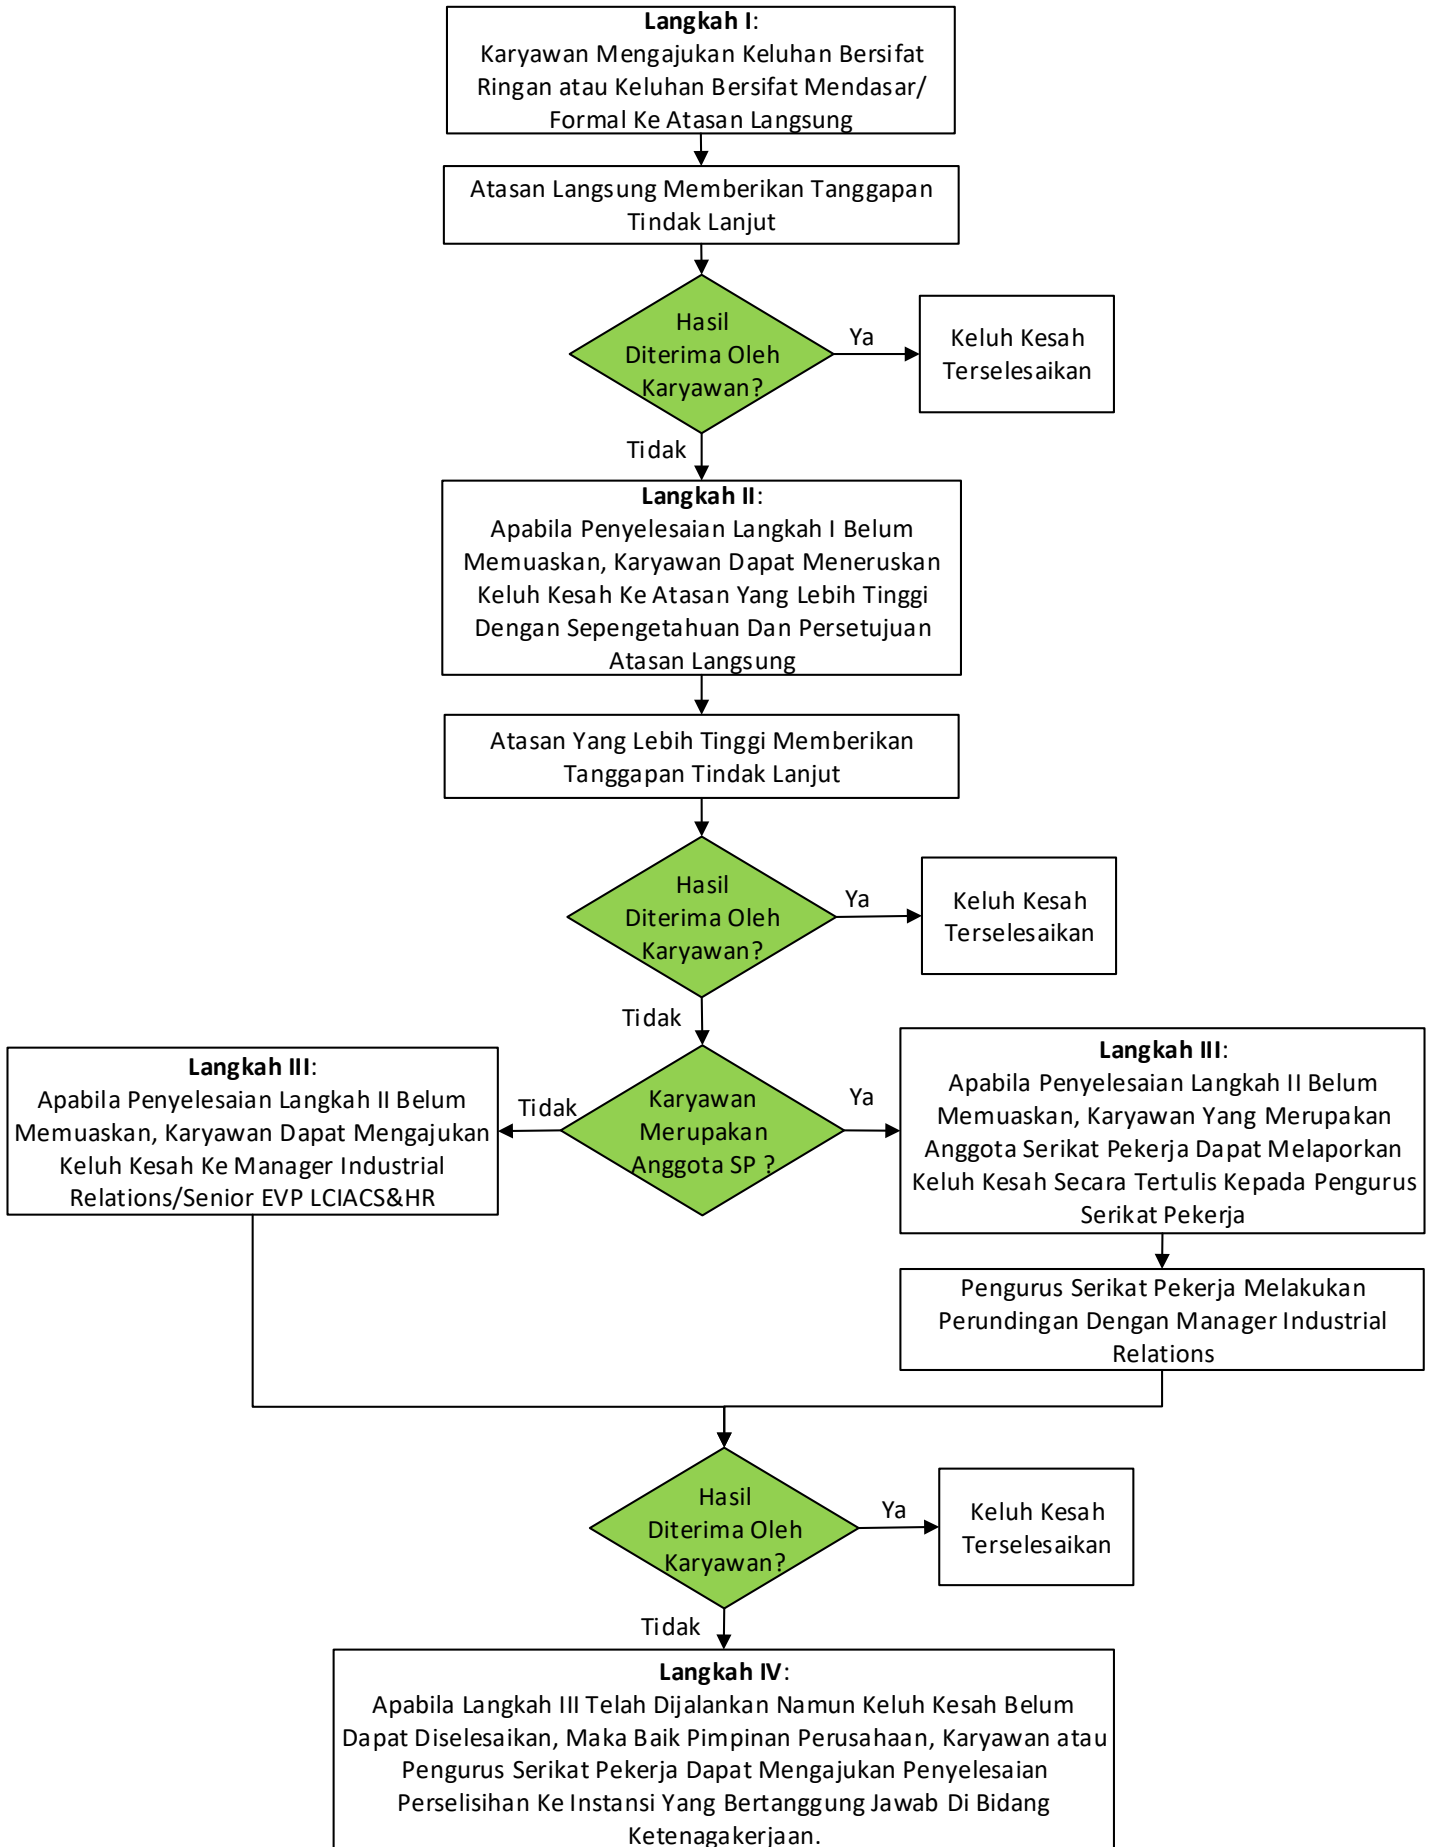 Langkah I:
Karyawan Mengajukan Keluhan Bersifat
Ringan atau Keluhan Bersifat Mendasar/
Formal Ke Atasan Langsung
Atasan Langsung Memberikan Tanggapan
Tindak Lanjut
Hasil
Diterima Oleh
Karyawan?
Ya
Keluh Kesah
Terselesaikan
Tidak
Langkah II:
Apabila Penyelesaian Langkah I Belum
Memuaskan, Karyawan Dapat Meneruskan
Keluh Kesah Ke Atasan Yang Lebih Tinggi
Dengan Sepengetahuan Dan Persetujuan
Atasan Langsung
Atasan Yang Lebih Tinggi Memberikan
Tanggapan Tindak Lanjut
Hasil
Diterima Oleh
Karyawan?
Ya
Keluh Kesah
Terselesaikan
Tidak
Karyawan
Merupakan
Anggota SP ?
Tidak
Langkah III:
Apabila Penyelesaian Langkah II Belum
Memuaskan, Karyawan Dapat Mengajukan
Keluh Kesah Ke Manager Industrial
Relations/Senior EVP LCIACS&HR
Ya
Langkah III:
Apabila Penyelesaian Langkah II Belum
Memuaskan, Karyawan Yang Merupakan
Anggota Serikat Pekerja Dapat Melaporkan
Keluh Kesah Secara Tertulis Kepada Pengurus
Serikat Pekerja
Pengurus Serikat Pekerja Melakukan
Perundingan Dengan Manager Industrial
Relations
Hasil
Diterima Oleh
Karyawan?
Ya
Keluh Kesah
Terselesaikan
Tidak
Langkah IV:
Apabila Langkah III Telah Dijalankan Namun Keluh Kesah Belum
Dapat Diselesaikan, Maka Baik Pimpinan Perusahaan, Karyawan atau
Pengurus Serikat Pekerja Dapat Mengajukan Penyelesaian
Perselisihan Ke Instansi Yang Bertanggung Jawab Di Bidang
Ketenagakerjaan.